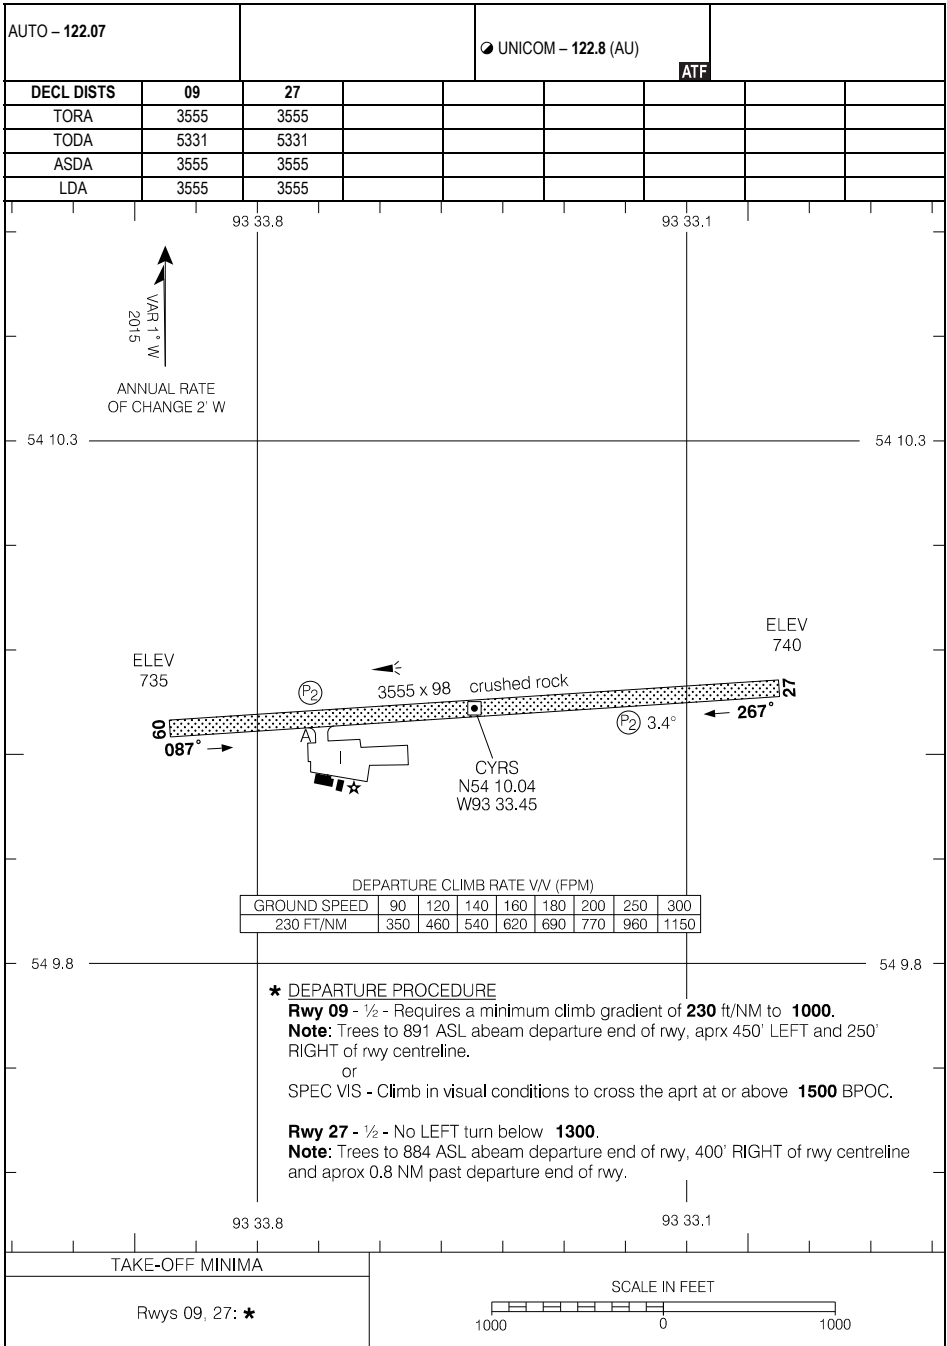 AUTO – 122.07
UNICOM – 122.8 (AU)
ATF
DECL DISTS 09 27
TORA 3555 3555
TODA 5331 5331
ASDA 3555 3555
LDA 3555 3555
93 33.8 93 33.1
VAR 1° W
2015
ANNUAL RATE
OF CHANGE 2' W
54 10.3 54 10.3
ELEV
740
ELEV
735
P2 3555 x 98 crushed rock 27
09 P2 3.4° 267°
087° A
I
CYRS
N54 10.04
W93 33.45
DEPARTURE CLIMB RATE V/V (FPM)
GROUND SPEED 90 120 140 160 180 200 250 300
230 FT/NM 350 460 540 620 690 770 960 1150
54 9.8 54 9.8
* DEPARTURE PROCEDURE
Rwy 09 - ½ - Requires a minimum climb gradient of 230 ft/NM to 1000.
Note: Trees to 891 ASL abeam departure end of rwy, aprx 450' LEFT and 250'
RIGHT of rwy centreline.
or
SPEC VIS - Climb in visual conditions to cross the aprt at or above 1500 BPOC.
Rwy 27 - ½ - No LEFT turn below 1300.
Note: Trees to 884 ASL abeam departure end of rwy, 400' RIGHT of rwy centreline
and aprox 0.8 NM past departure end of rwy.
93 33.8 93 33.1
TAKE-OFF MINIMA
Rwys 09, 27: *
SCALE IN FEET
1000 0 1000